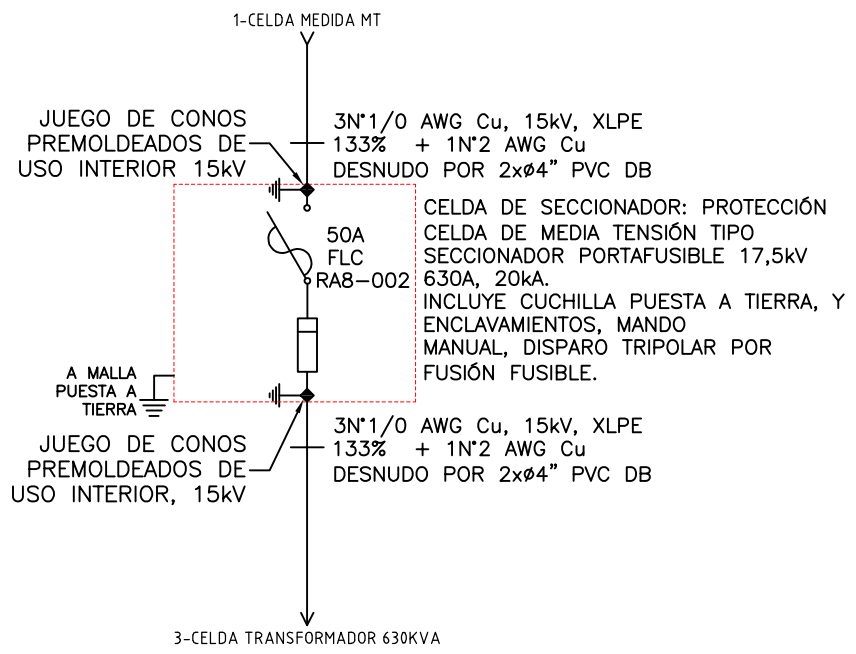 1-CELDA MEDIDA MT
JUEGO DE CONOS
PREMOLDEADOS DE
USO INTERIOR 15kV
3N°1/0 AWG Cu, 15kV, XLPE
133% + 1N°2 AWG Cu
DESNUDO POR 2xø4" PVC DB
50A
FLC
RA8-002
CELDA DE SECCIONADOR: PROTECCIÓN
CELDA DE MEDIA TENSIÓN TIPO
SECCIONADOR PORTAFUSIBLE 17,5kV
630A, 20kA.
INCLUYE CUCHILLA PUESTA A TIERRA, Y
ENCLAVAMIENTOS, MANDO
MANUAL, DISPARO TRIPOLAR POR
FUSIÓN FUSIBLE.
A MALLA
PUESTA A
TIERRA
JUEGO DE CONOS
PREMOLDEADOS DE
USO INTERIOR, 15kV
3N°1/0 AWG Cu, 15kV, XLPE
133% + 1N°2 AWG Cu
DESNUDO POR 2xø4" PVC DB
3-CELDA TRANSFORMADOR 630KVA